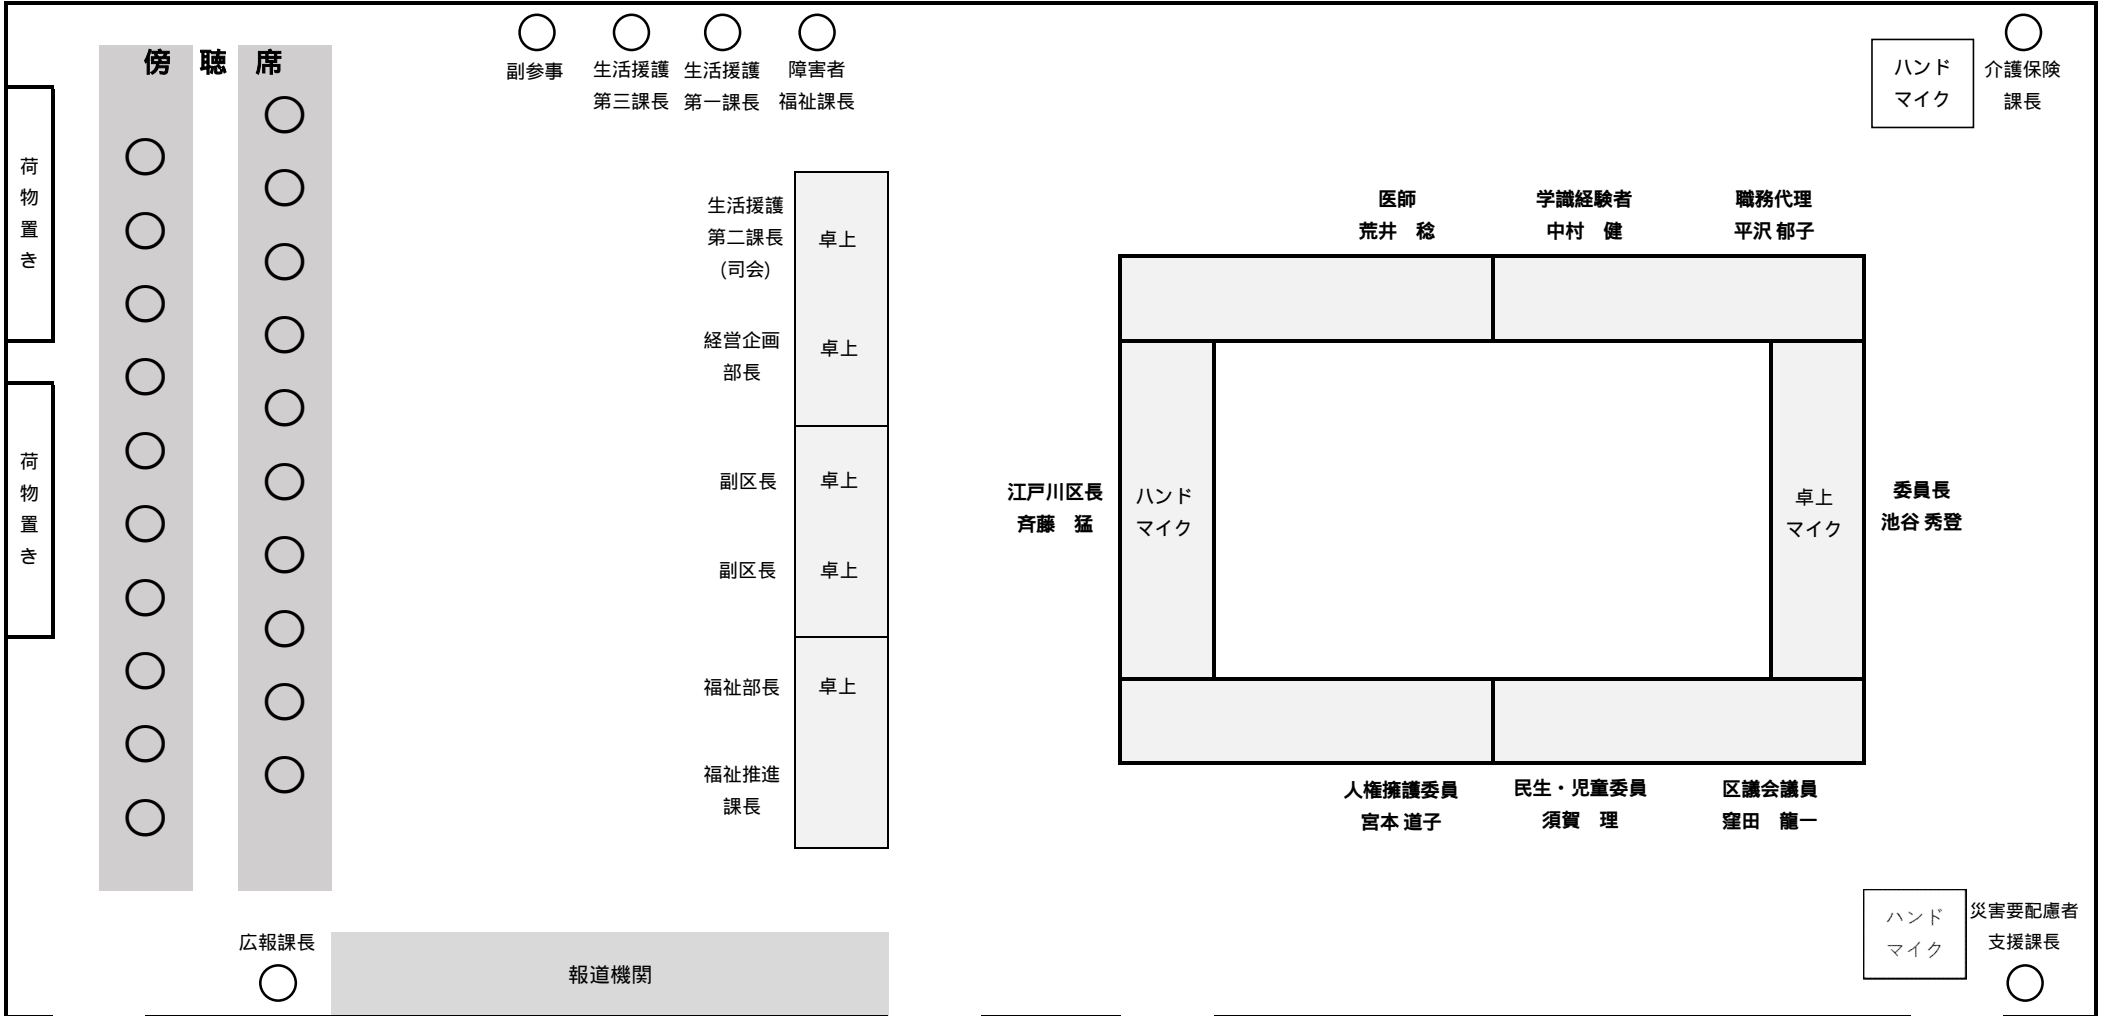 傍 聴 席
副参事
生活援護
第三課長
生活援護
第一課長
障害者
福祉課長
ハンド
マイク
介護保険
課長
荷
物
置
き
荷
物
置
き
生活援護
第二課長
(司会)
卓上
経営企画
部長
卓上
副区長
卓上
副区長
卓上
福祉部長
卓上
福祉推進
課長
医師
荒井 稔
学識経験者
中村 健
職務代理
平沢 郁子
江戸川区長
斉藤 猛
ハンド
マイク
卓上
マイク
委員長
池谷 秀登
人権擁護委員
宮本 道子
民生・児童委員
須賀 理
区議会議員
窪田 龍一
広報課長
報道機関
ハンド
マイク
災害要配慮者
支援課長